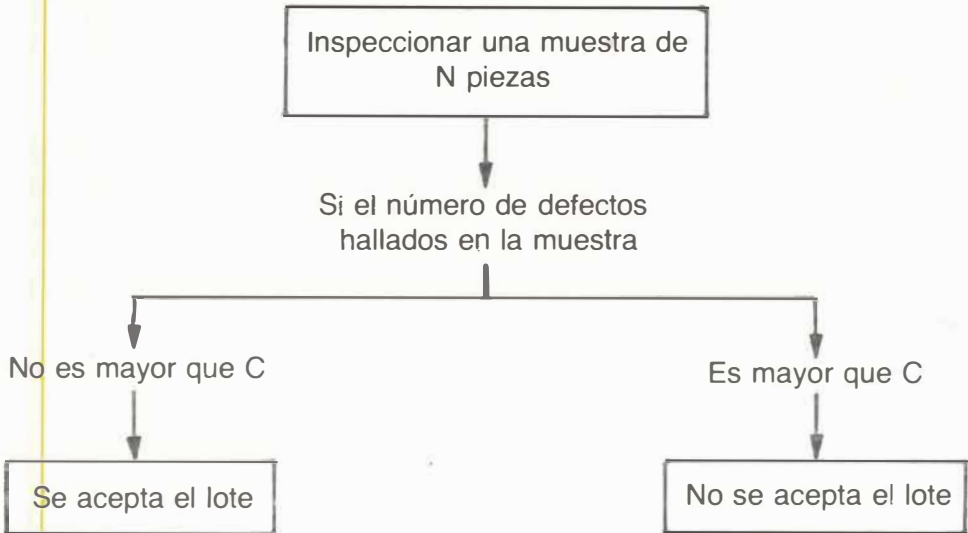 Inspeccionar una muestra de
N piezas
Si el número de defectos
hallados en la muestra
No es mayor que C
Es mayor que C
Se acepta el lote
No se acepta el lote